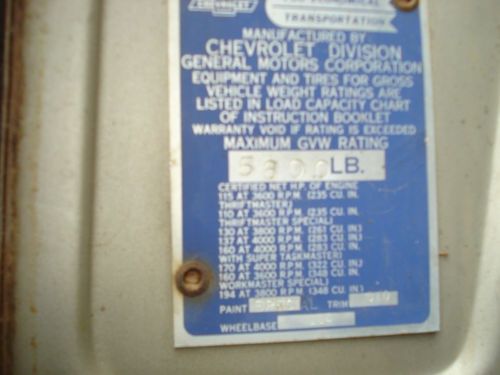 CHEVROLET
FOR ECONOMICAL
TRANSPORTATION
MANUFACTURED BY
CHEVROLET DIVISION
GENERAL MOTORS CORPORATION
EQUIPMENT AND TIRES FOR GROSS
VEHICLE WEIGHT RATINGS ARE
LISTED IN LOAD CAPACITY CHART
OF INSTRUCTION BOOKLET
WARRANTY VOID IF RATING IS EXCEEDED
MAXIMUM GVW RATING
LB.
CERTIFIED NET H.P. OF ENGINE
115 AT 3600 R.P.M. (235 CU. IN.
THRIFTMASTER)
110 AT 3600 R.P.M. (235 CU. IN.
THRIFTMASTER SPECIAL)
130 AT 3800 R.P.M. (261 CU. IN.)
137 AT 4000 R.P.M. (283 CU. IN.)
160 AT 4000 R.P.M. (283 CU. IN.
WITH SUPER TASKMASTER)
170 AT 4000 R.P.M. (322 CU. IN.)
160 AT 3600 R.P.M. (348 CU. IN.
WORKMASTER SPECIAL)
194 AT 3800 R.P.M. (348 CU. IN.)
PAINT TRIM
WHEELBASE